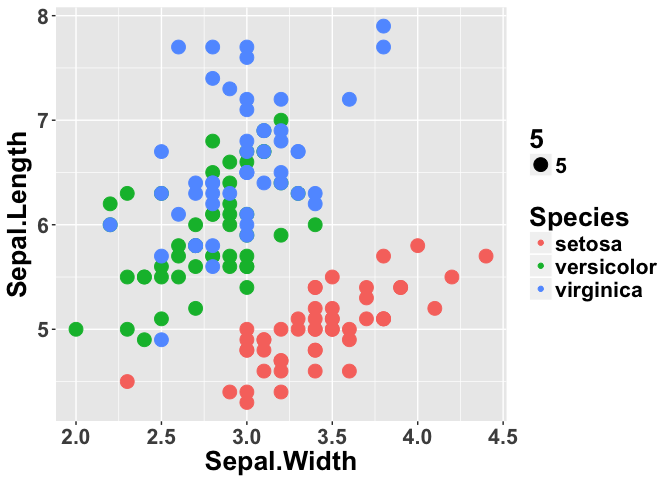 8
7
6
5
Sepal.Length
2.0 2.5 3.0 3.5 4.0 4.5
Sepal.Width
5
5
Species
setosa
versicolor
virginica